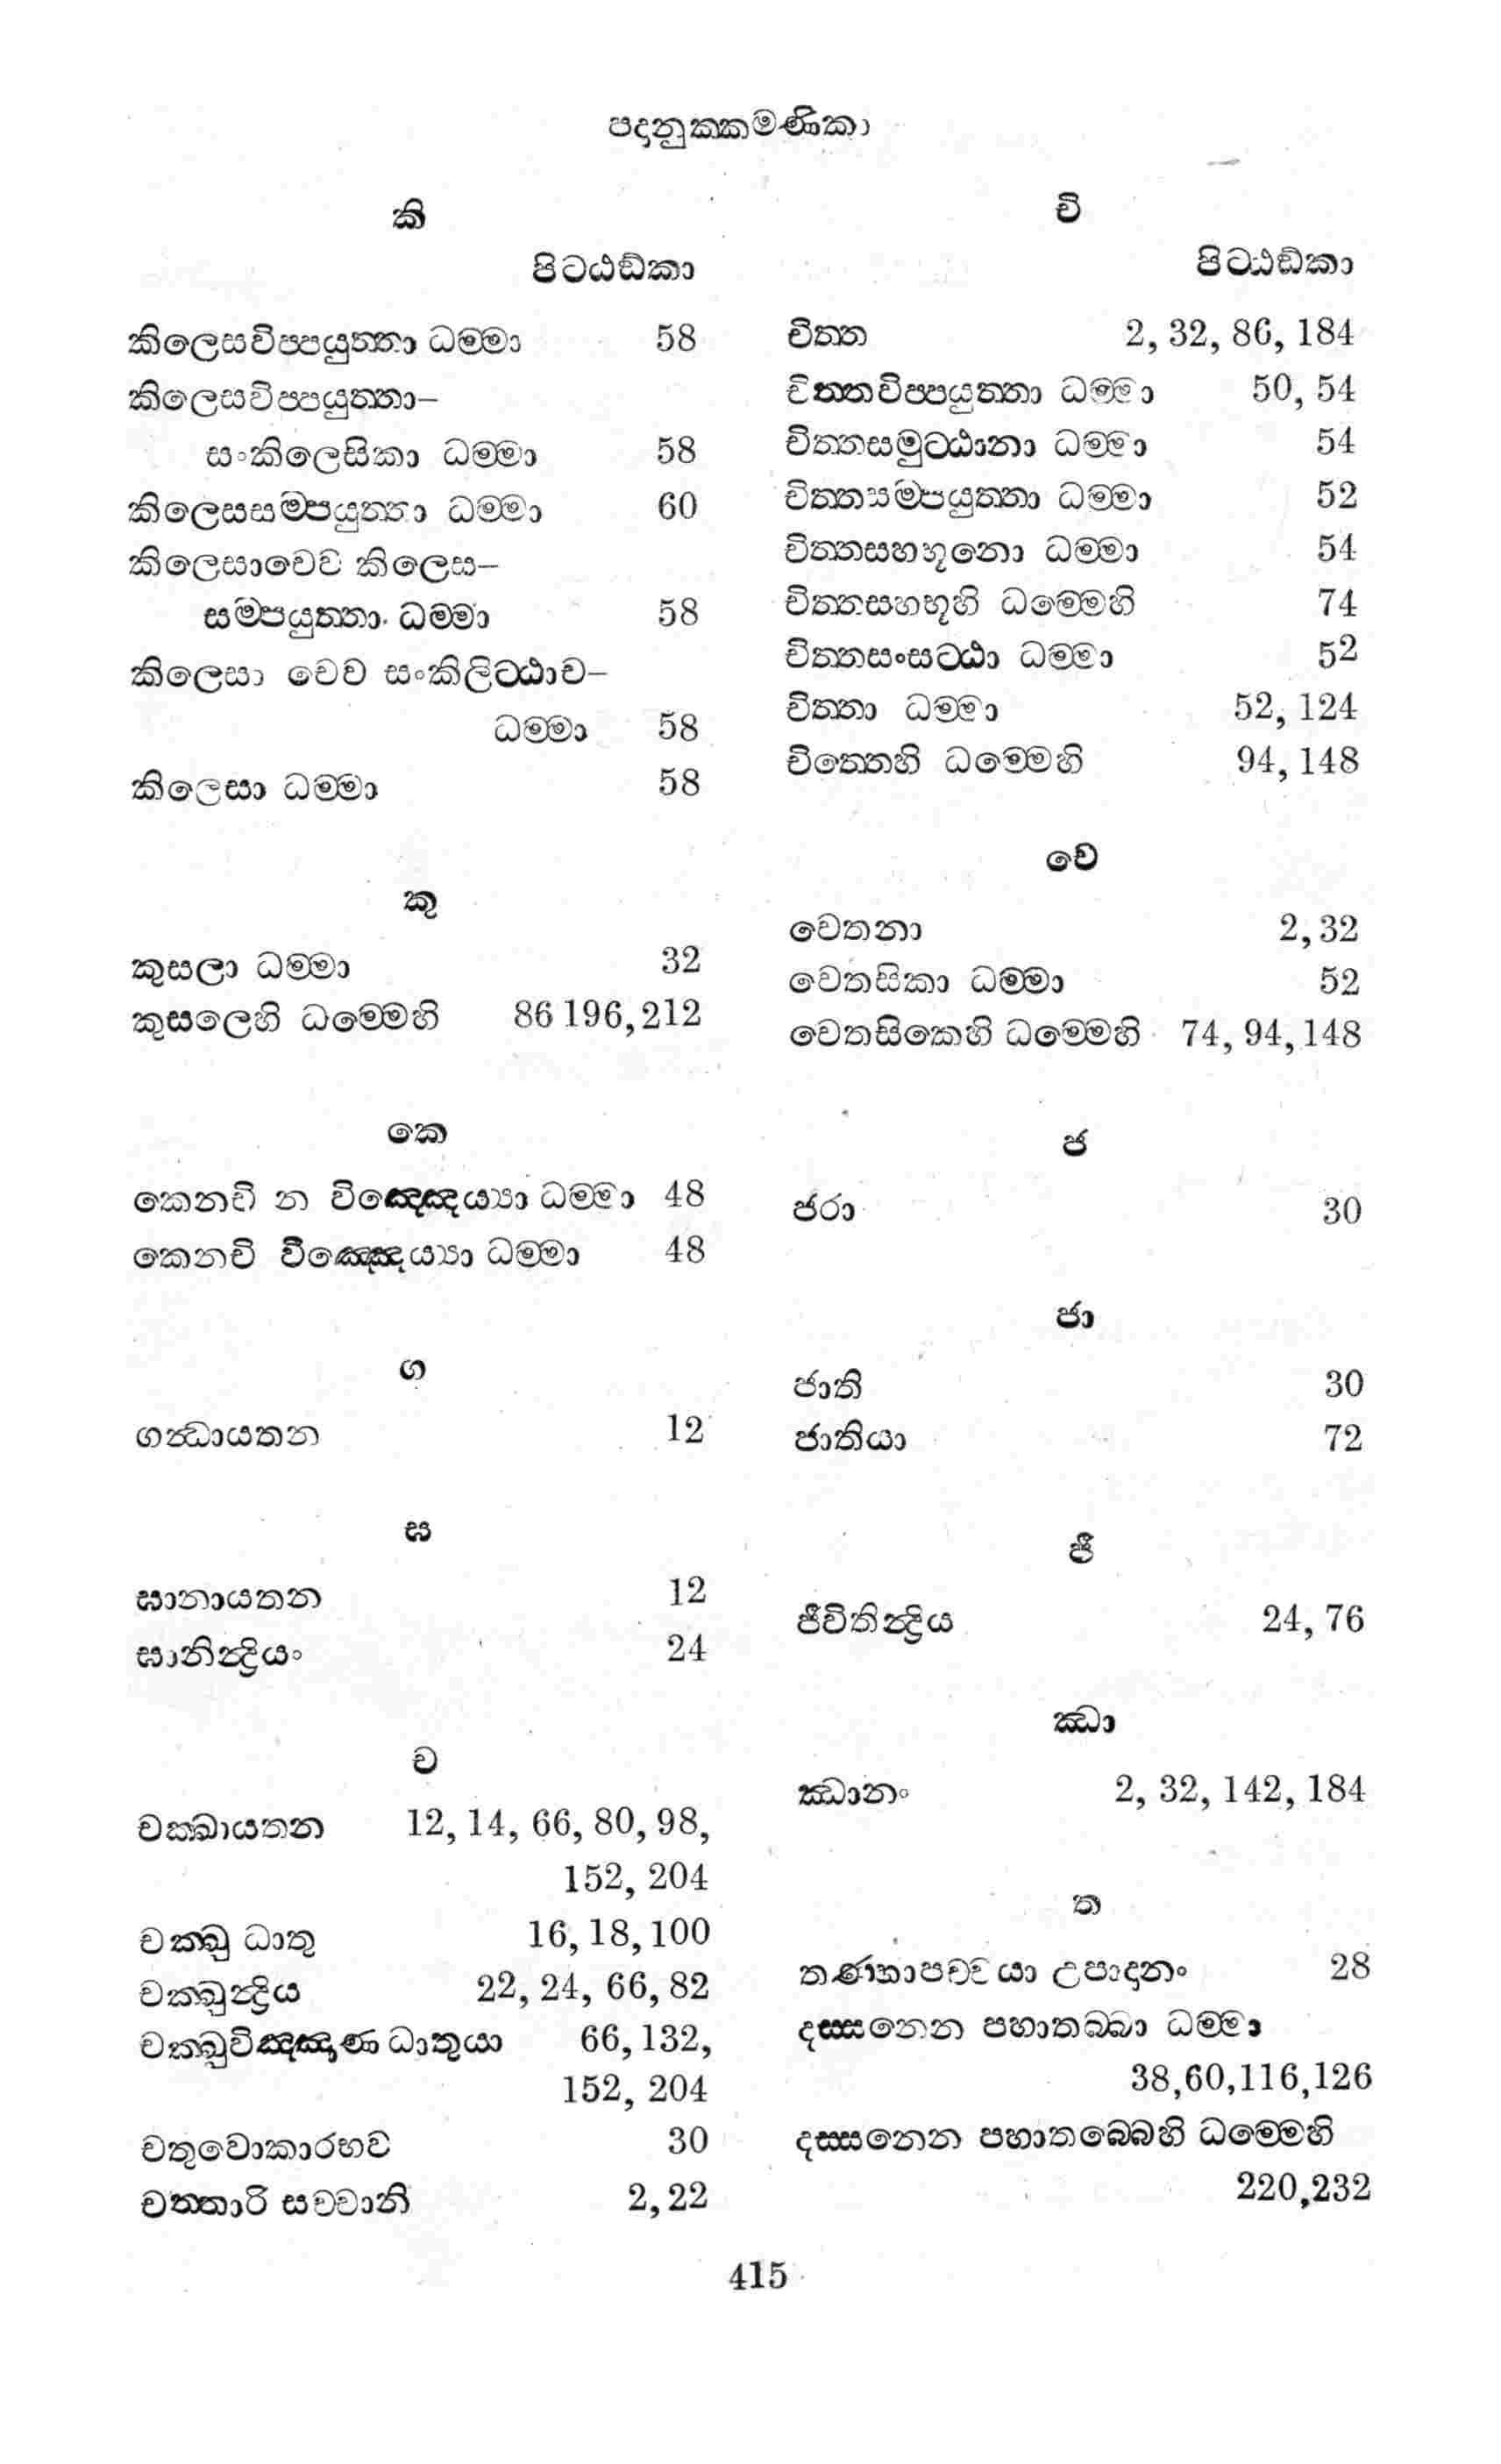 පදානුක්කමණිකා
කි
පිට්ඨඞ්කා
කිලෙසවිප්පයුත්තා ධම්මා 58
කිලෙසවිප්පයුත්තා–
සංකිලෙසිකා ධම්මා 58
කිලෙසසම්පයුත්තා ධම්මා 60
කිලෙසාචෙව කිලෙස–
සම්පයුත්තා ධම්මා 58
කිලෙසා චෙව සංකිලිට්ඨාච–
ධම්මා 58
කිලෙසා ධම්මා 58
කු
කුසලා ධම්මා 32
කුසලෙහි ධම්මෙහි 86 196, 212
කෙ
කෙනචි න විඤ්ඤෙය්‍යා ධම්මා 48
කෙනචි විඤ්ඤෙය්‍යා ධම්මා 48
ග
ගන්ධායතන 12
ඝ
ඝානායතන 12
ඝානින්ද්‍රියං 24
ච
චක්ඛායතන 12, 14, 66, 80, 98,
152, 204
චක්ඛු ධාතු 16, 18, 100
චක්ඛුන්ද්‍රිය 22, 24, 66, 82
චක්ඛුවිඤ්ඤාණ ධාතුයා 66, 132,
152, 204
චතුවොකාරභව 30
චත්තාරි සච්චානි 2, 22
චි
පිට්ඨඞ්කා
චිත්ත 2, 32, 86, 184
චිත්තවිප්පයුත්තා ධම්මා 50, 54
චිත්තසමුට්ඨානා ධම්මා 54
චිත්තසම්පයුත්තා ධම්මා 52
චිත්තසහභුනො ධම්මා 54
චිත්තසහභූහි ධම්මෙහි 74
චිත්තසංසට්ඨා ධම්මා 52
චිත්තා ධම්මා 52, 124
චිත්තෙහි ධම්මෙහි 94, 148
චෙ
චෙතනා 2, 32
චෙතසිකා ධම්මා 52
චෙතසිකෙහි ධම්මෙහි 74, 94, 148
ජ
ජරා 30
ජා
ජාති 30
ජාතියා 72
ජී
ජීවිතින්ද්‍රිය 24, 76
ඣා
ඣානං 2, 32, 142, 184
ත
තණ්හාපච්චයා උපාදානං 28
දස්සනෙන පහාතබ්බා ධම්මා
38,60,116,126
දස්සනෙන පහාතබ්බෙහි ධම්මෙහි
220,232
415